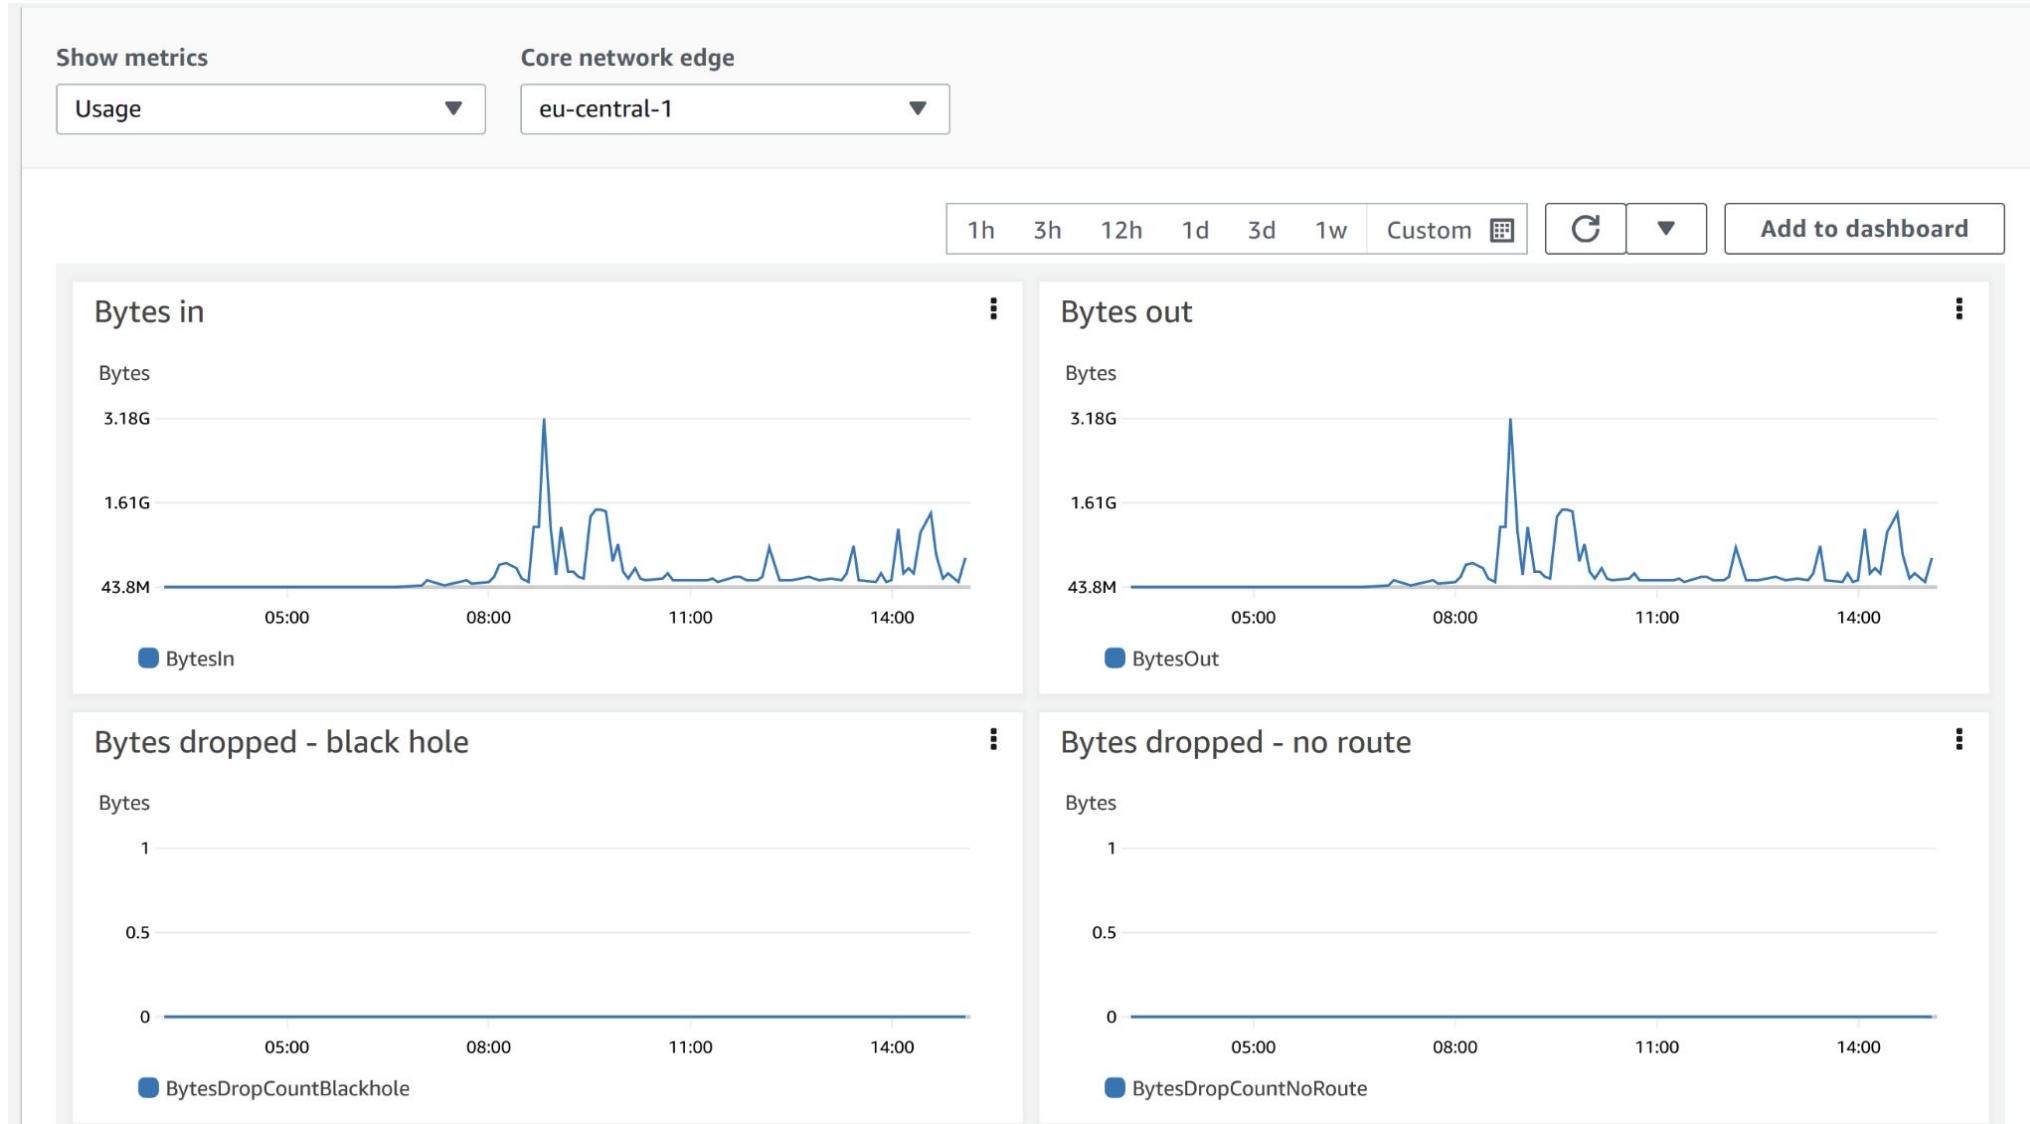 Show metrics
Core network edge
Usage
eu-central-1
1h 3h 12h 1d 3d 1w Custom
Add to dashboard
Bytes in
Bytes
3.18G
1.61G
43.8M
05:00 08:00 11:00 14:00
BytesIn
Bytes out
Bytes
3.18G
1.61G
43.8M
05:00 08:00 11:00 14:00
BytesOut
Bytes dropped - black hole
Bytes
1
0.5
0
05:00 08:00 11:00 14:00
BytesDropCountBlackhole
Bytes dropped - no route
Bytes
1
0.5
0
05:00 08:00 11:00 14:00
BytesDropCountNoRoute